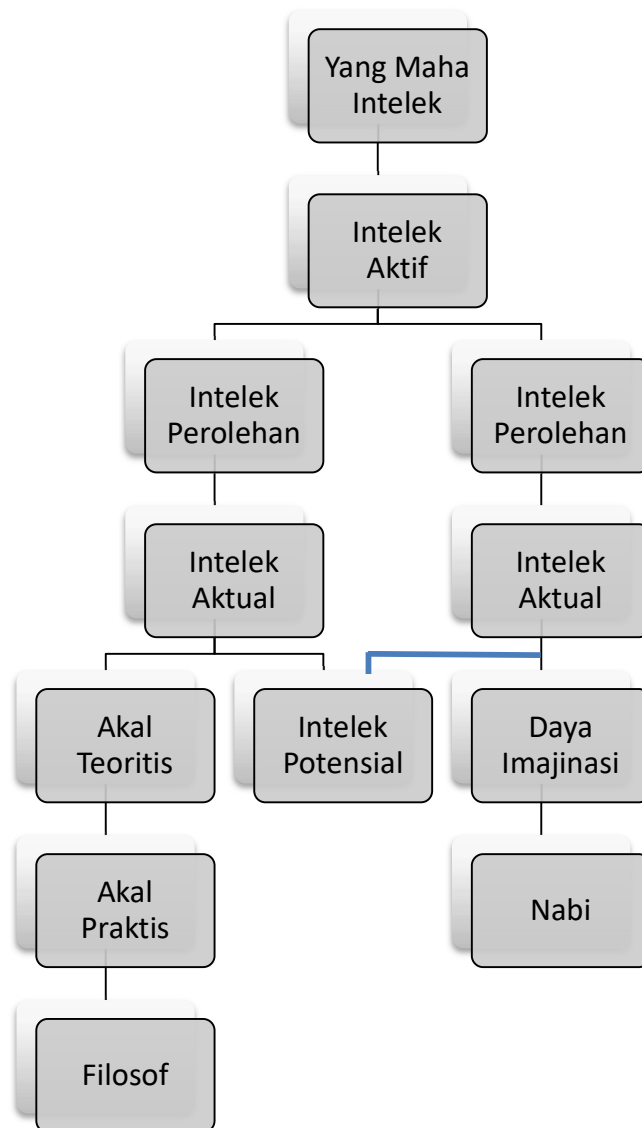 Yang Maha
Intelek
Intelek
Aktif
Intelek
Perolehan
Intelek
Perolehan
Intelek
Aktual
Intelek
Aktual
Akal
Teoritis
Intelek
Potensial
Daya
Imajinasi
Akal
Praktis
Nabi
Filosof